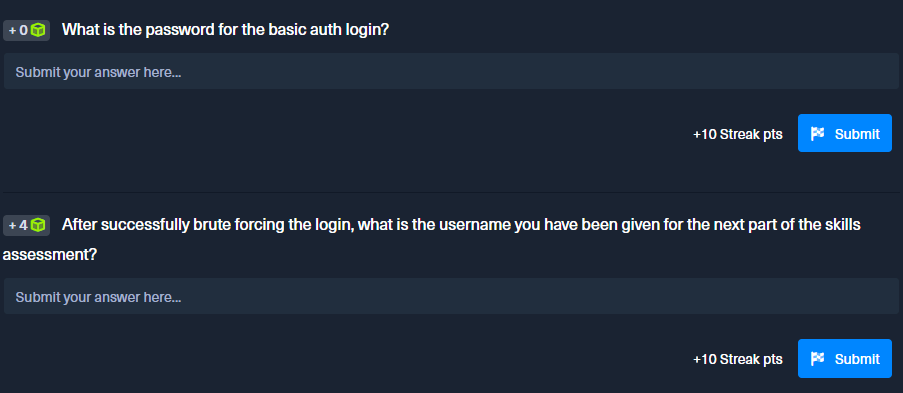 + 0 What is the password for the basic auth login?
Submit your answer here...
+10 Streak pts Submit
+ 4 After successfully brute forcing the login, what is the username you have been given for the next part of the skills
assessment?
Submit your answer here...
+10 Streak pts Submit